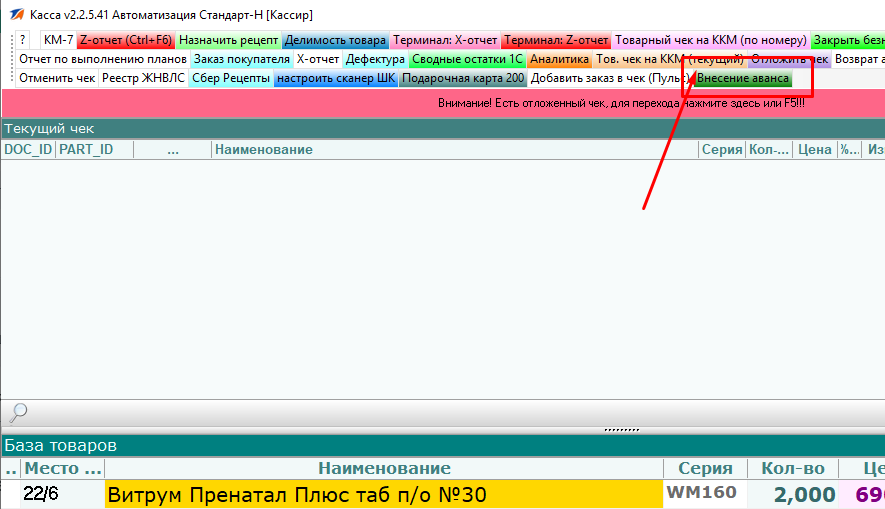 Касса v2.2.5.41 Автоматизация Стандарт-Н [Кассир]
? КМ-7 Z-отчет (Ctrl+F6) Назначить рецепт Делимость товара Терминал: X-отчет Терминал: Z-отчет Товарный чек на ККМ (по номеру) Закрыть безн
Отчет по выполнению планов Заказ покупателя X-отчет Дефектура Сводные остатки 1С Аналитика Тов. чек на ККМ (текущий) Отложить чек Возврат а
Отменить чек Реестр ЖНВЛС Сбер Рецепты настроить сканер ШК Подарочная карта 200 Добавить заказ в чек (Пульс) Внесение аванса
Внимание! Есть отложенный чек, для перехода нажмите здесь или F5!!!
Текущий чек
DOC_ID PART_ID ... Наименование Серия Кол-... Цена %... Из
База товаров
.. Место ... Наименование Серия Кол-во Це
22/6 Витрум Пренатал Плюс таб п/о №30 WM160 2,000 690